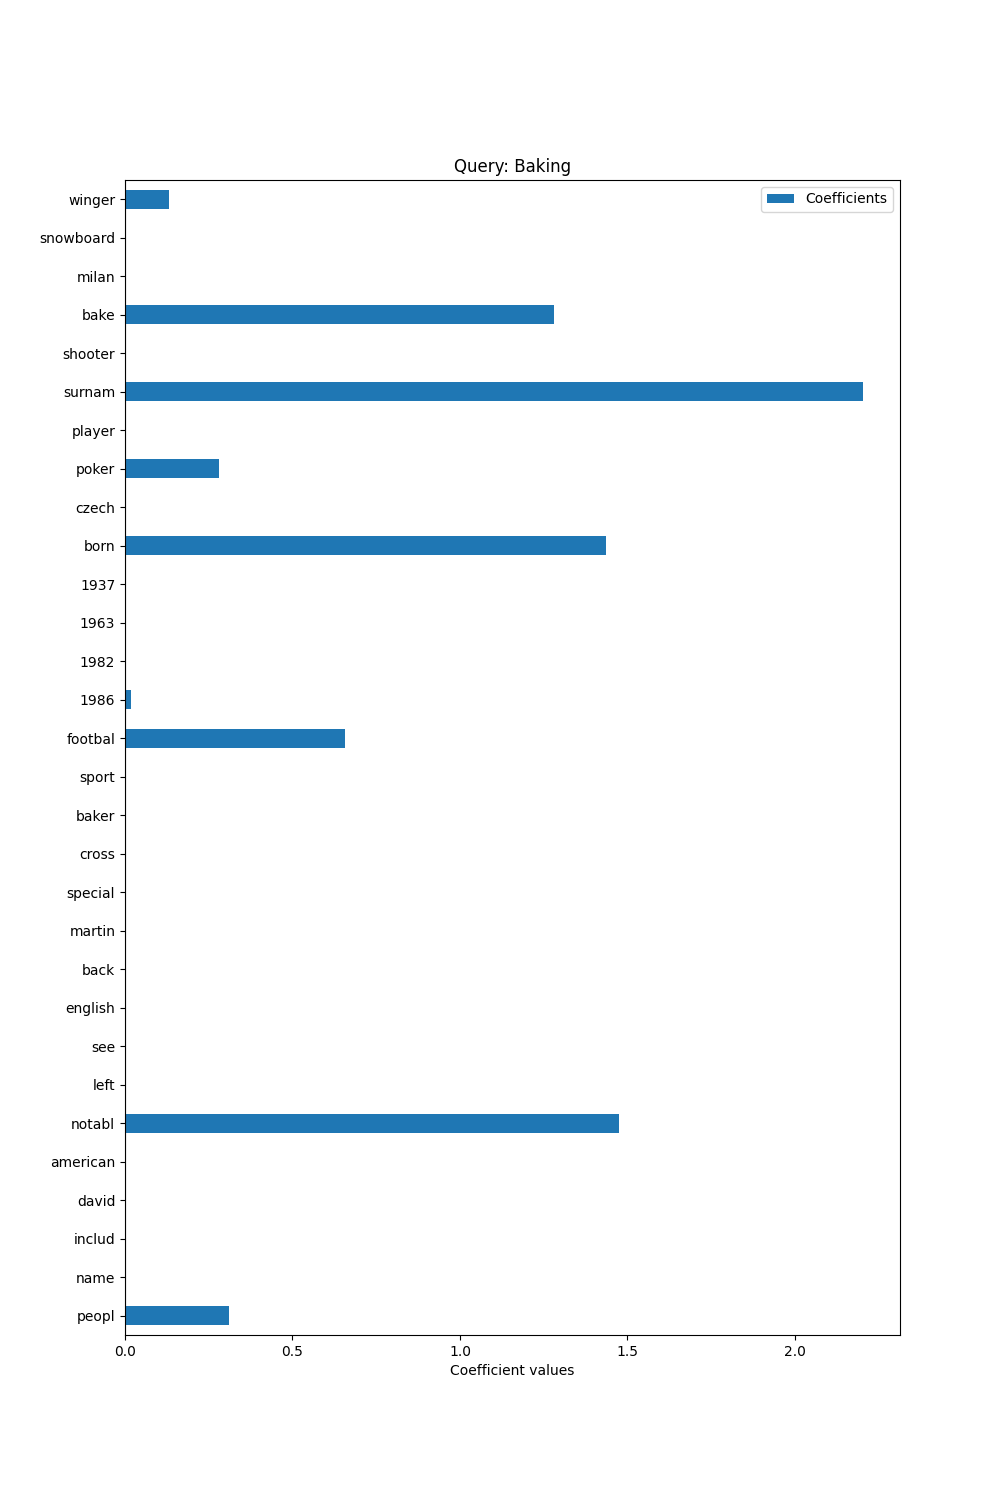 Query: Baking
Coefficients
winger
snowboard
milan
bake
shooter
surnam
player
poker
czech
born
1937
1963
1982
1986
footbal
sport
baker
cross
special
martin
back
english
see
left
notabl
american
david
includ
name
peopl
0.0 0.5 1.0 1.5 2.0
Coefficient values